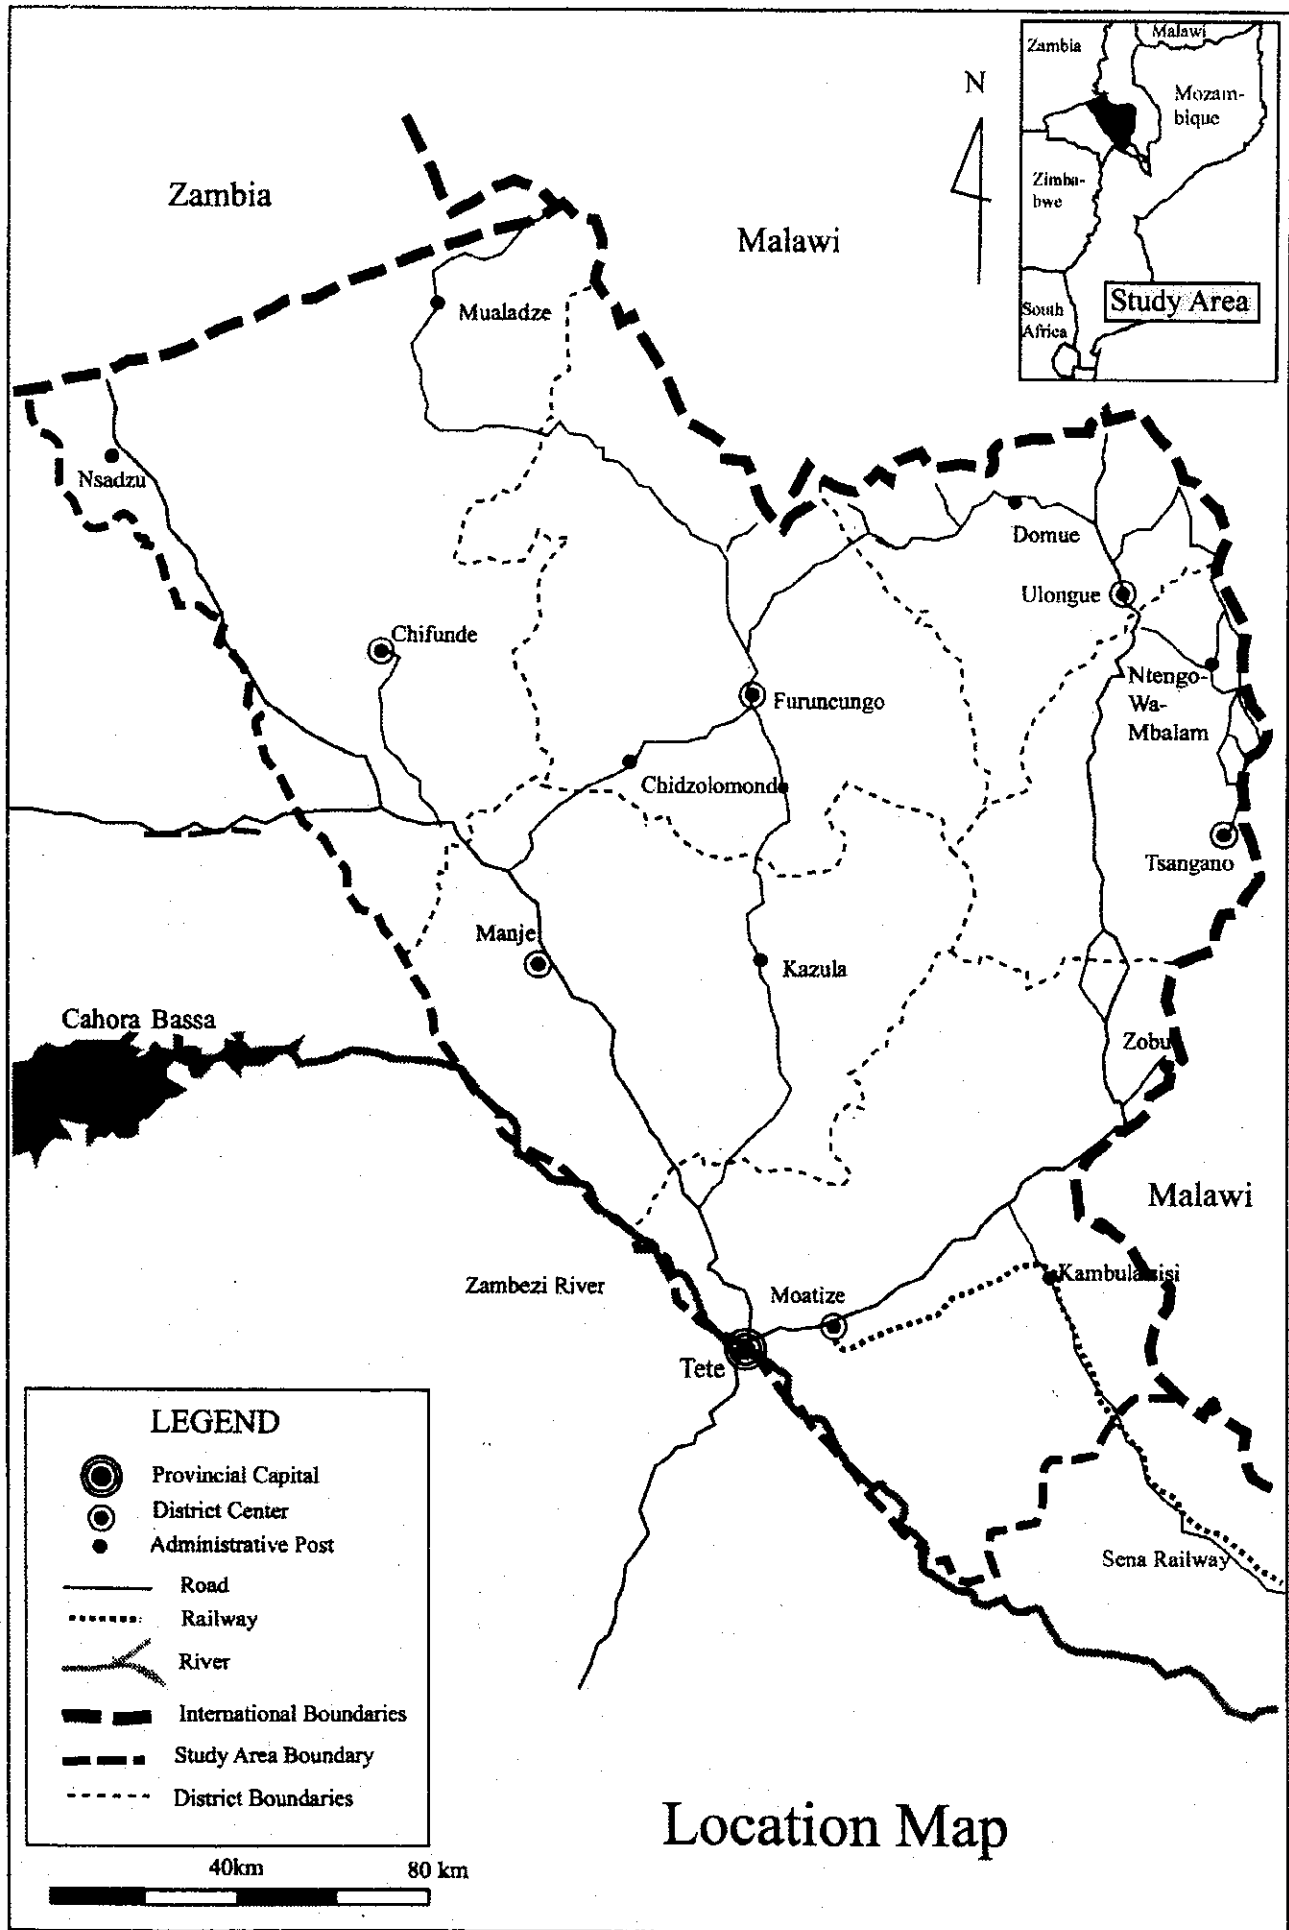 Zambia
Malawi
N
Zambia
Malawi
Mozam-
bique
Zimba-
bwe
South
Africa
Study Area
Mualadze
Nsadzu
Domue
Ulongue
Chifunde
Ntengo-
Wa-
Mbalam
Furuncungo
Chidzolomondo
Tsangano
Manje
Kazula
Cahora Bassa
Zobu
Malawi
Zambezi River
Moatize
Kambulatsisi
Tete
Sena Railway
LEGEND
Provincial Capital
District Center
Administrative Post
Road
Railway
River
International Boundaries
Study Area Boundary
District Boundaries
40km
80 km
Location Map